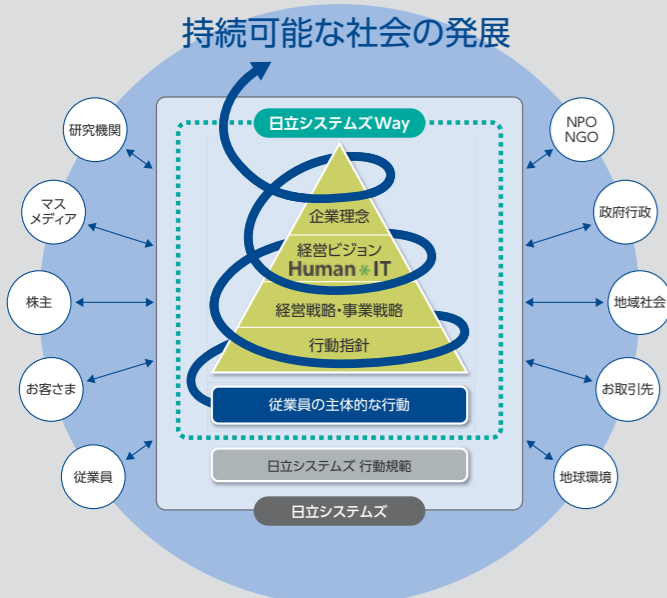 持続可能な社会の発展
日立システムズWay
研究機関
マス
メディア
株主
お客さま
従業員
企業理念
経営ビジョン
Human＊IT
経営戦略・事業戦略
行動指針
従業員の主体的な行動
日立システムズ 行動規範
日立システムズ
NPO
NGO
政府行政
地域社会
お取引先
地球環境